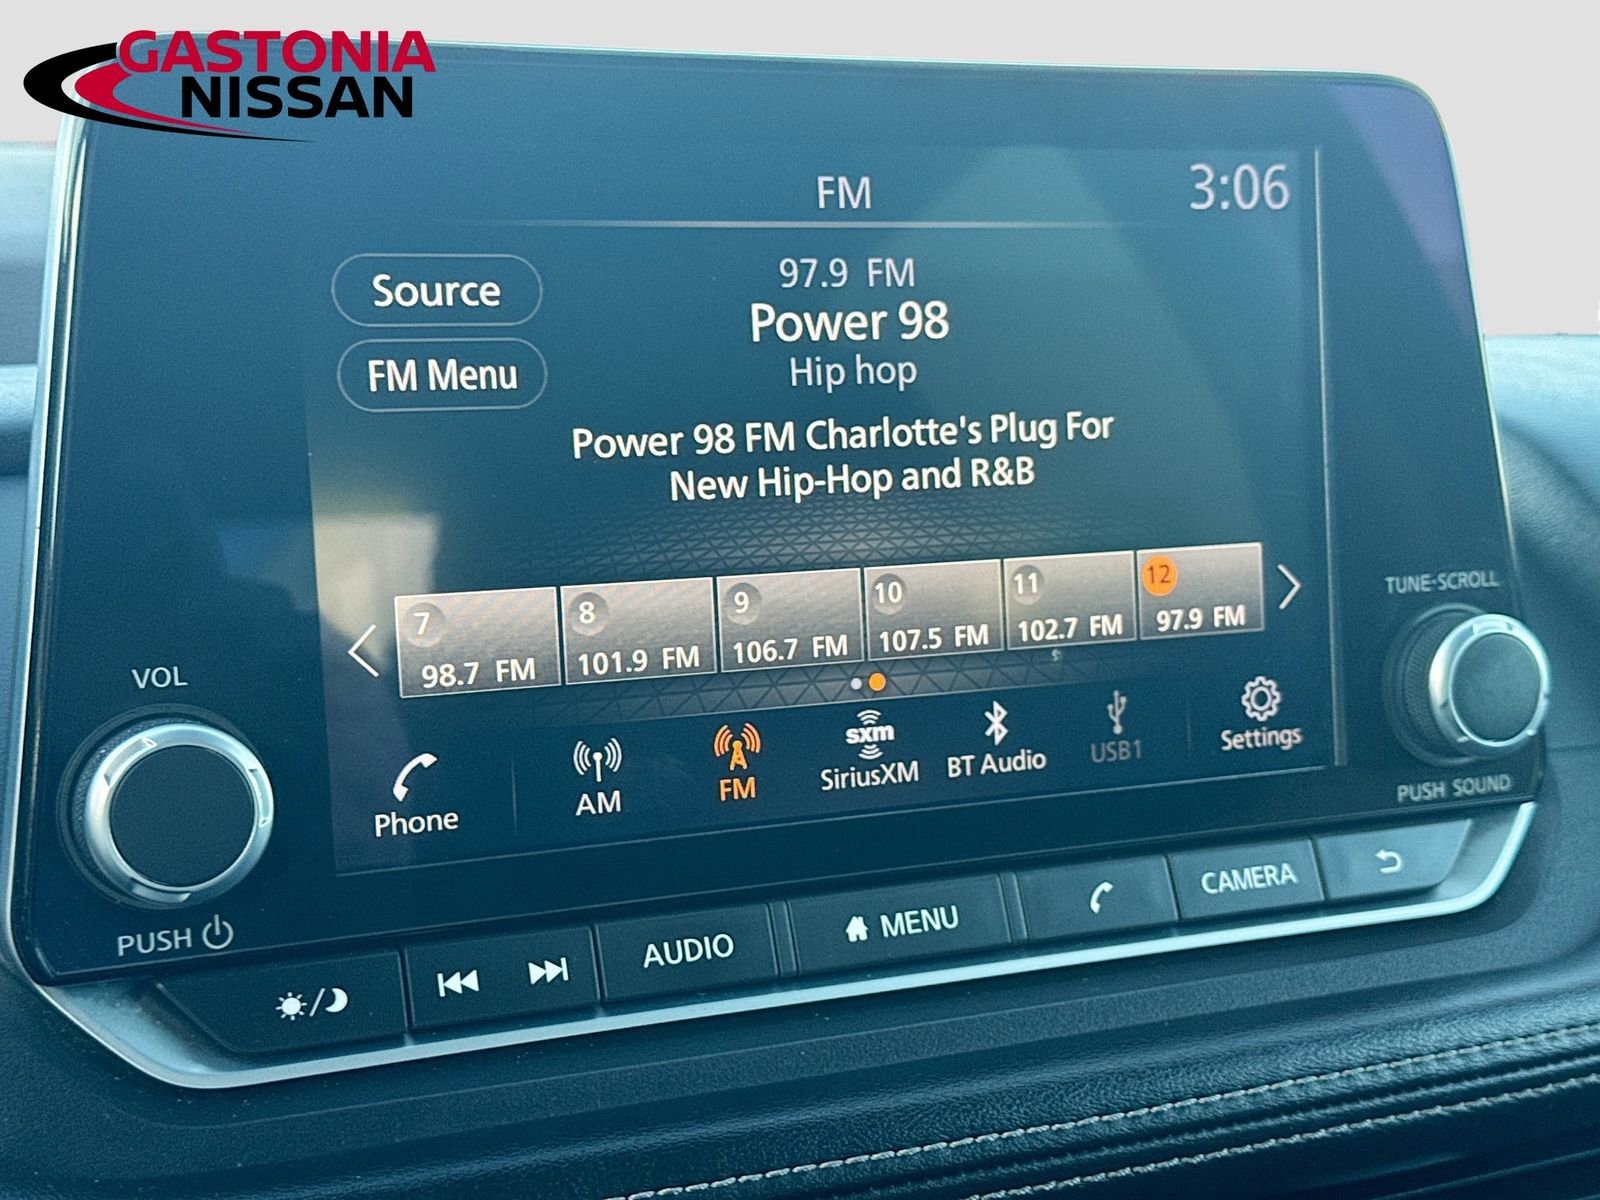 GASTONIA
NISSAN
FM
3:06
Source
97.9 FM
Power 98
Hip hop
FM Menu
Power 98 FM Charlotte's Plug For
New Hip-Hop and R&B
7
98.7 FM
8
101.9 FM
9
106.7 FM
10
107.5 FM
11
102.7 FM
12
97.9 FM
Phone
AM
FM
sxm
SiriusXM
BT Audio
USB1
Settings
VOL
PUSH
TUNE·SCROLL
PUSH SOUND
AUDIO
MENU
CAMERA